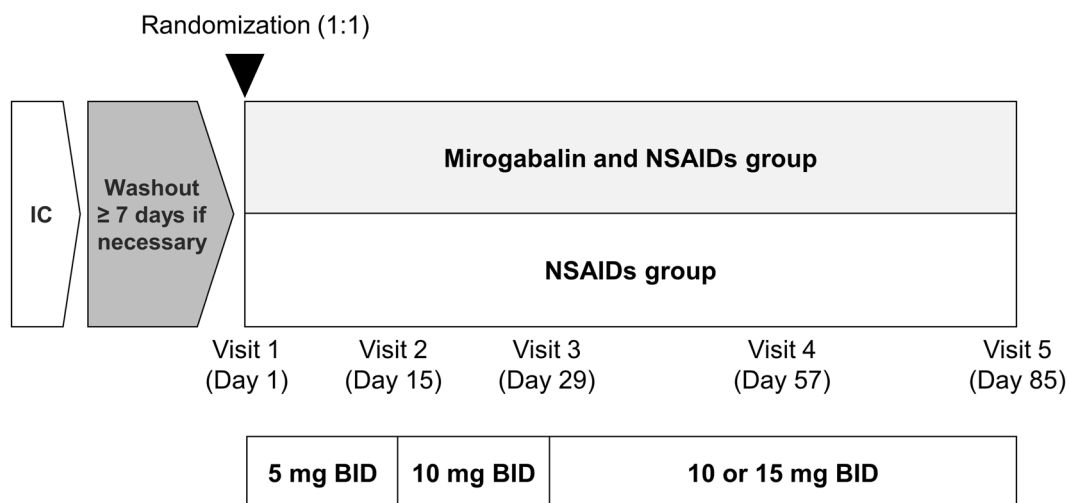 Randomization (1:1)
IC
Washout
≥ 7 days if
necessary
Mirogabalin and NSAIDs group
NSAIDs group
Visit 1
(Day 1)
Visit 2
(Day 15)
Visit 3
(Day 29)
Visit 4
(Day 57)
Visit 5
(Day 85)
5 mg BID
10 mg BID
10 or 15 mg BID